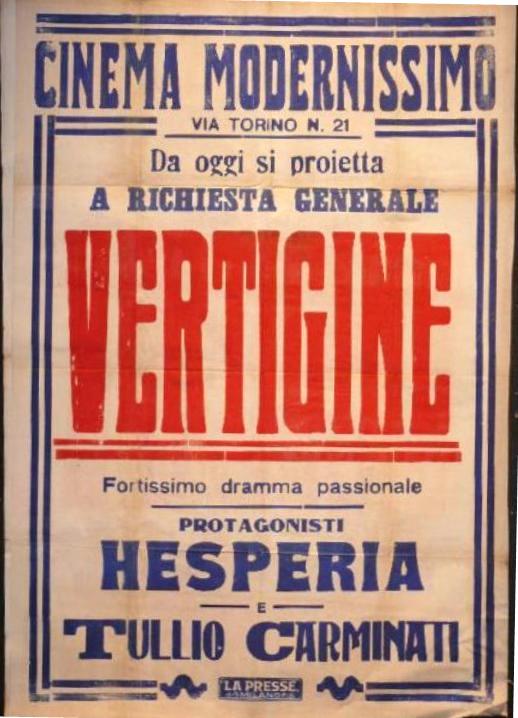 CINEMA MODERNISSIMO
VIA TORINO N. 21
Da oggi si proietta
A RICHIESTA GENERALE
VERTIGINE
Fortissimo dramma passionale
PROTAGONISTI
HESPERIA
E
TULLIO CARMINATI
LA PRESSE
MILANO